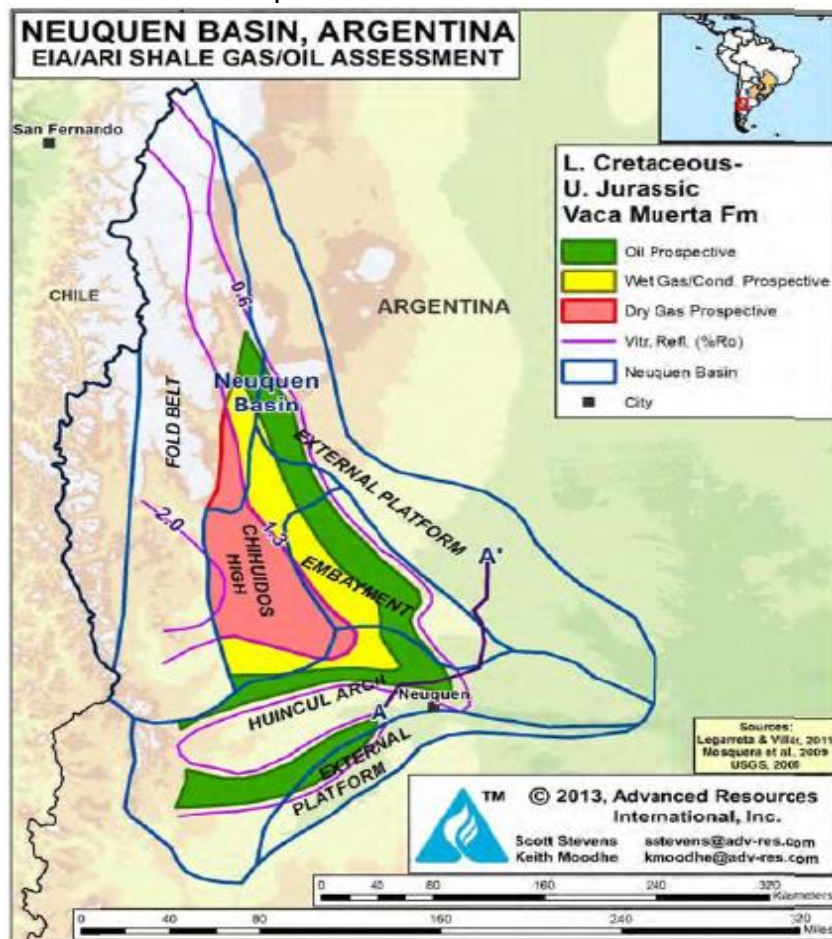 NEUQUEN BASIN, ARGENTINA
EIA/ARI SHALE GAS/OIL ASSESSMENT
San Fernando
L. Cretaceous-
U. Jurassic
Vaca Muerta Fm
Oil Prospective
Wet Gas/Cond. Prospective
Dry Gas Prospective
Vitr. Refl. (%Ro)
Neuquen Basin
City
CHILE
ARGENTINA
0.6
Neuquen
Basin
FOLD BELT
EXTERNAL PLATFORM
2.0
1.3
CHIHUIDOS
HIGH
EMBAYMENT
A'
HUINCUL ARCH
Neuquen
A
EXTERNAL
PLATFORM
Sources:
Legarreta & Villar, 2011
Mosquera et al., 2009
USGS, 2008
TM
© 2013, Advanced Resources
International, Inc.
Scott Stevens sstevens@adv-res.com
Keith Moodhe kmoodhe@adv-res.com
0 40 80 160 240 320
Kilometers
0 40 80 160 240 320
Miles